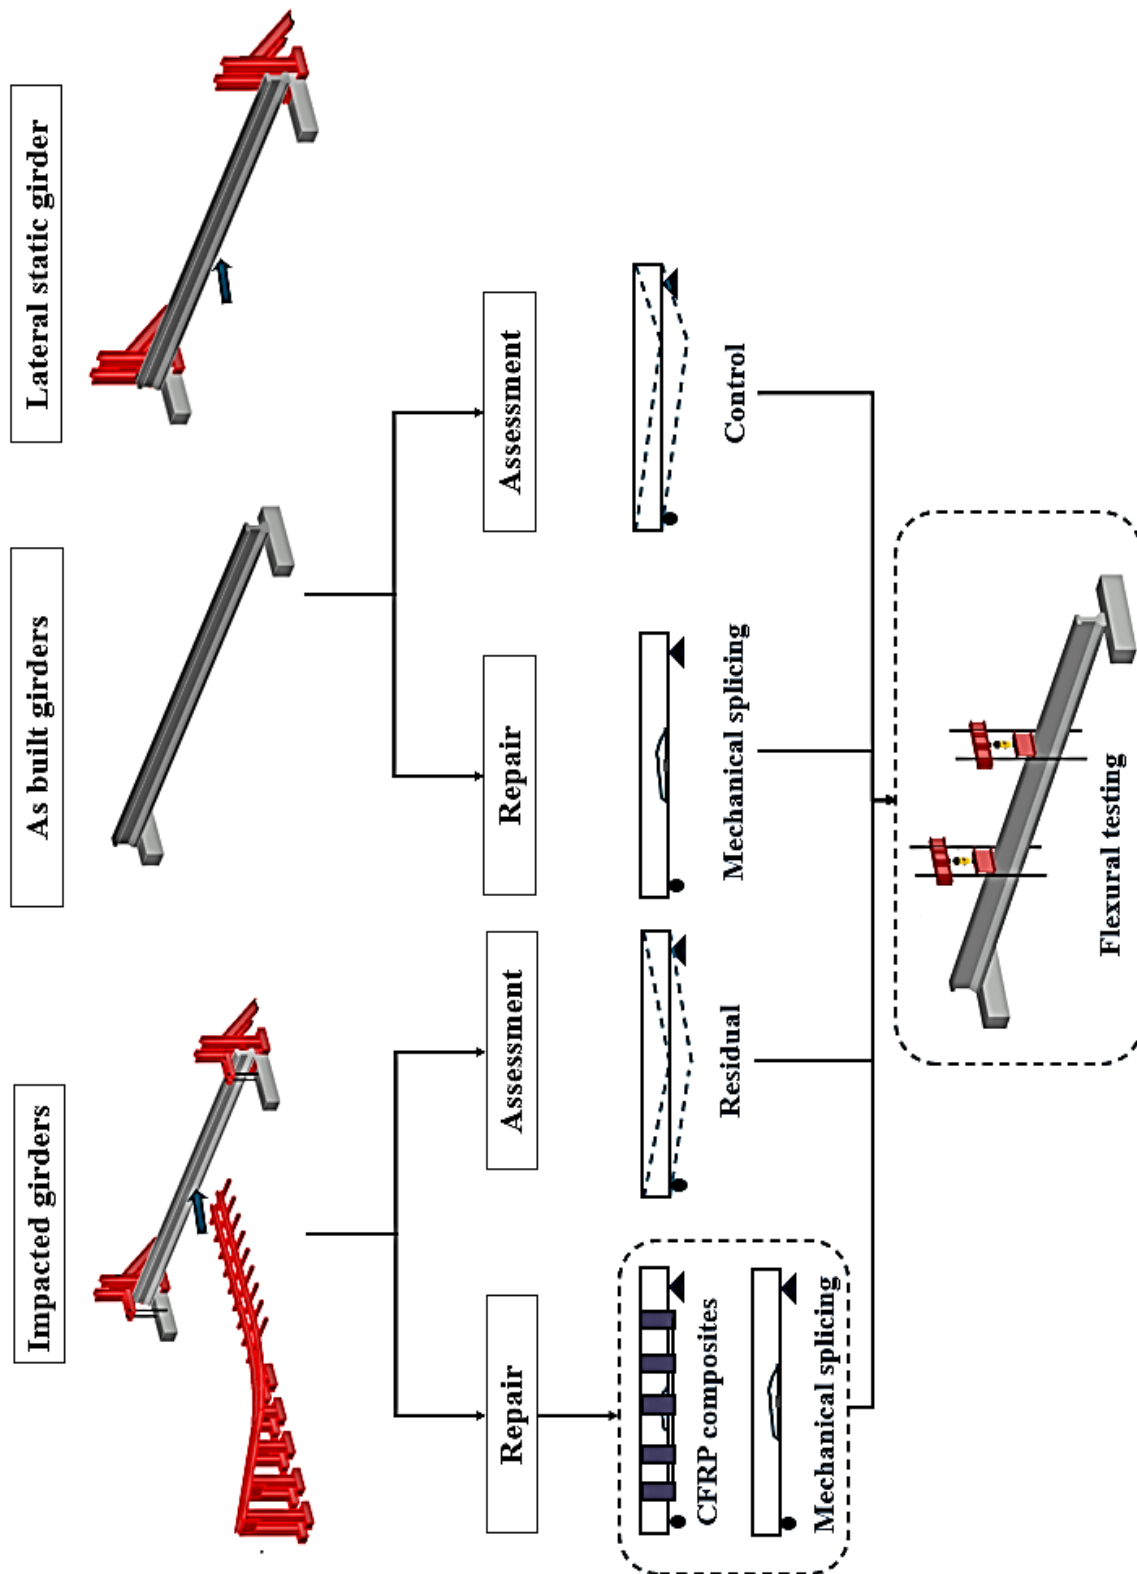 Impacted girders
As built girders
Lateral static girder
Repair
Assessment
Repair
Assessment
CFRP composites
Mechanical splicing
Residual
Mechanical splicing
Control
Flexural testing